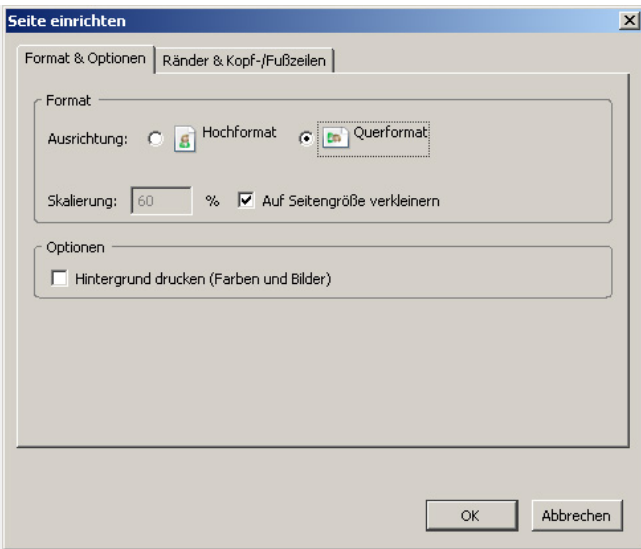 Seite einrichten
Format & Optionen Ränder & Kopf-/Fußzeilen
Format
Ausrichtung: Hochformat Querformat
Skalierung: 60 % Auf Seitengröße verkleinern
Optionen
Hintergrund drucken (Farben und Bilder)
OK Abbrechen